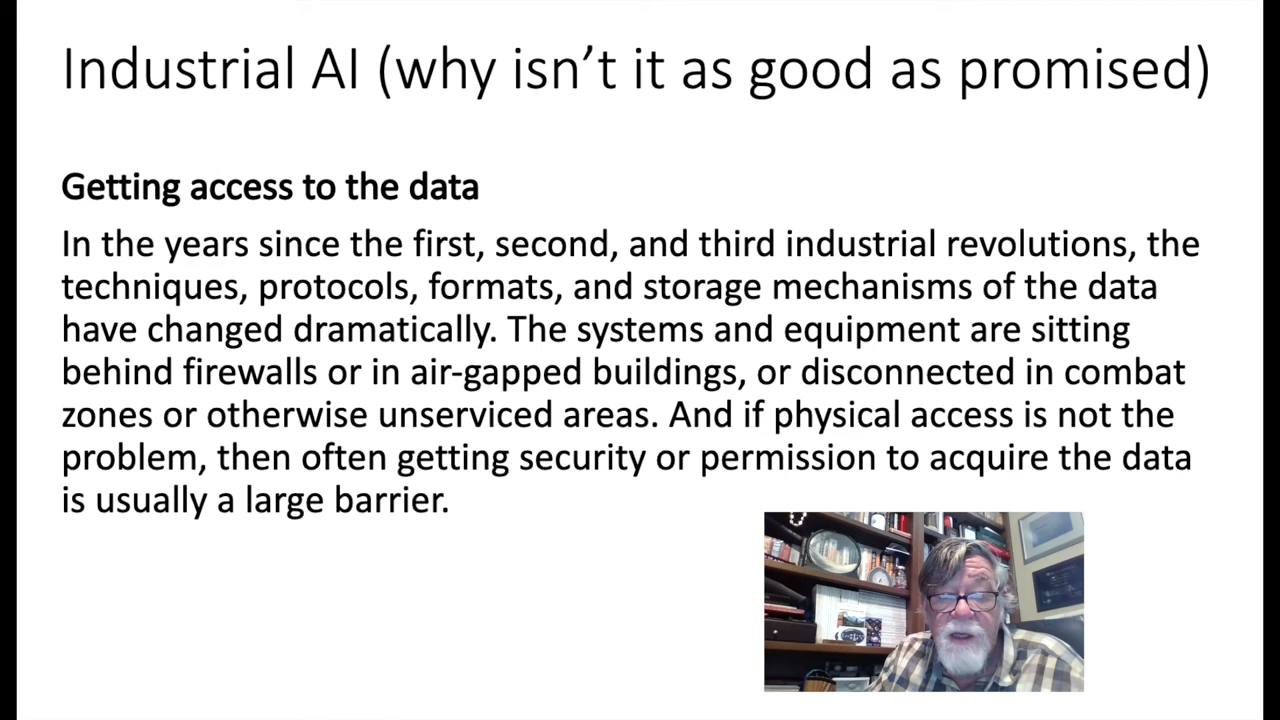 Industrial AI (why isn’t it as good as promised)
Getting access to the data
In the years since the first, second, and third industrial revolutions, the
techniques, protocols, formats, and storage mechanisms of the data
have changed dramatically. The systems and equipment are sitting
behind firewalls or in air-gapped buildings, or disconnected in combat
zones or otherwise unserviced areas. And if physical access is not the
problem, then often getting security or permission to acquire the data
is usually a large barrier.